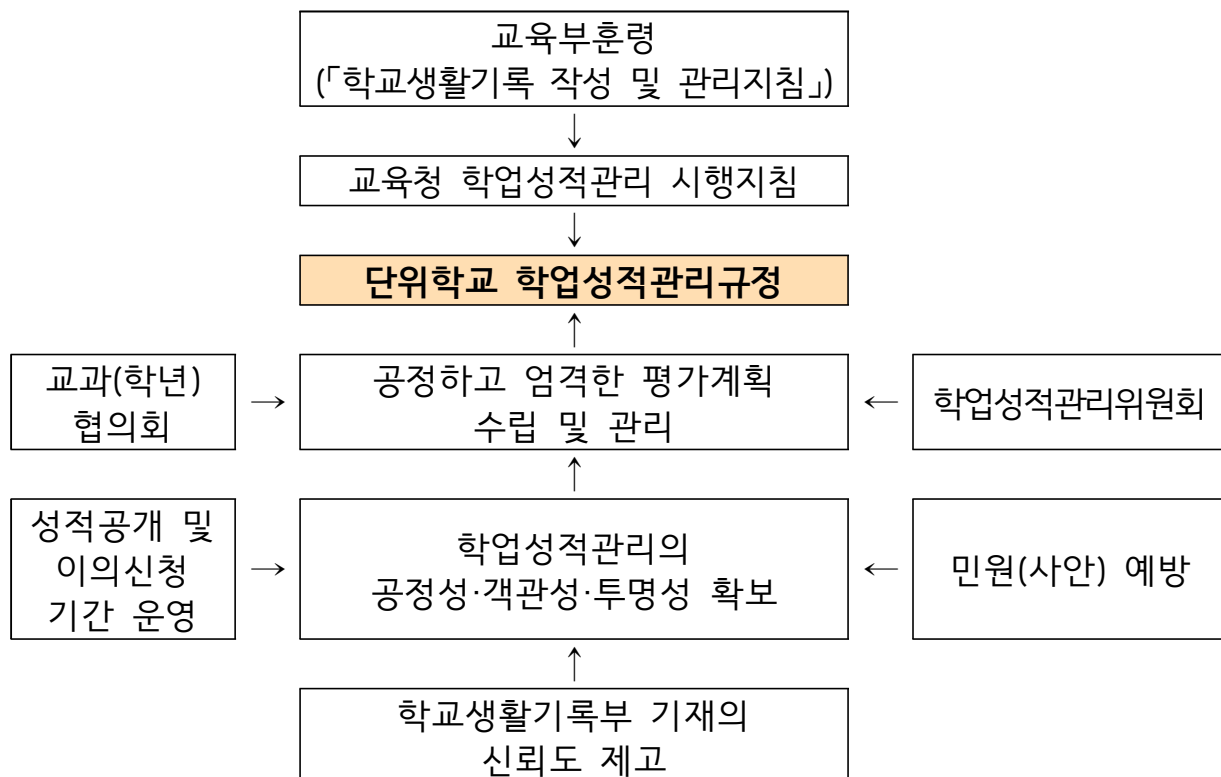 교육부훈령
(「학교생활기록 작성 및 관리지침」)
↓
교육청 학업성적관리 시행지침
↓
단위학교 학업성적관리규정
↑
교과(학년)
협의회
→
공정하고 엄격한 평가계획
수립 및 관리
←
학업성적관리위원회
↑
성적공개 및
이의신청
기간 운영
→
학업성적관리의
공정성·객관성·투명성 확보
←
민원(사안) 예방
↑
학교생활기록부 기재의
신뢰도 제고